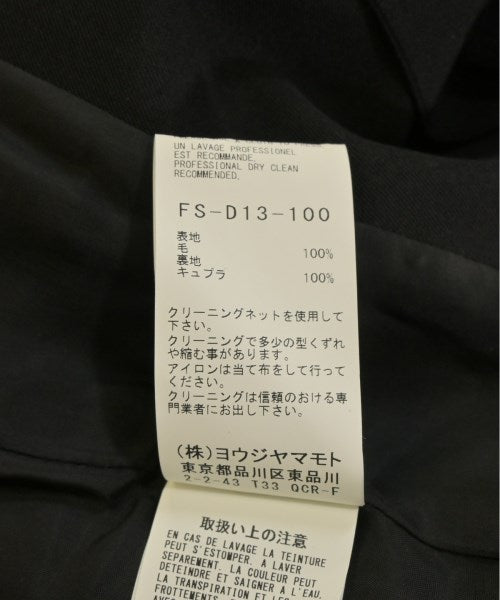 UN LAVAGE PROFESSIONEL
EST RECOMMANDE.
PROFESSIONAL DRY CLEAN
RECOMMENDED.
FS-D13-100
表地
毛 100%
裏地
キュプラ 100%
クリーニングネットを使用して
下さい。
クリーニングで多少の型くずれ
や縮む事があります。
アイロンは当て布をして行って
ください。
クリーニングは信頼のおける専
門業者にお出し下さい。
(株)ヨウジヤマモト
東京都品川区東品川
2-2-43 T33 QCR-F
取扱い上の注意
EN CAS DE LAVAGE LA TEINTURE
PEUT S'ESTOMPER. A LAVER
SEPAREMENT. LA COULEUR PEUT
DETEINDRE ET SAIGNER A L'EAU.
LA TRANSPIRATION ET LES
FROTTEMENTS.